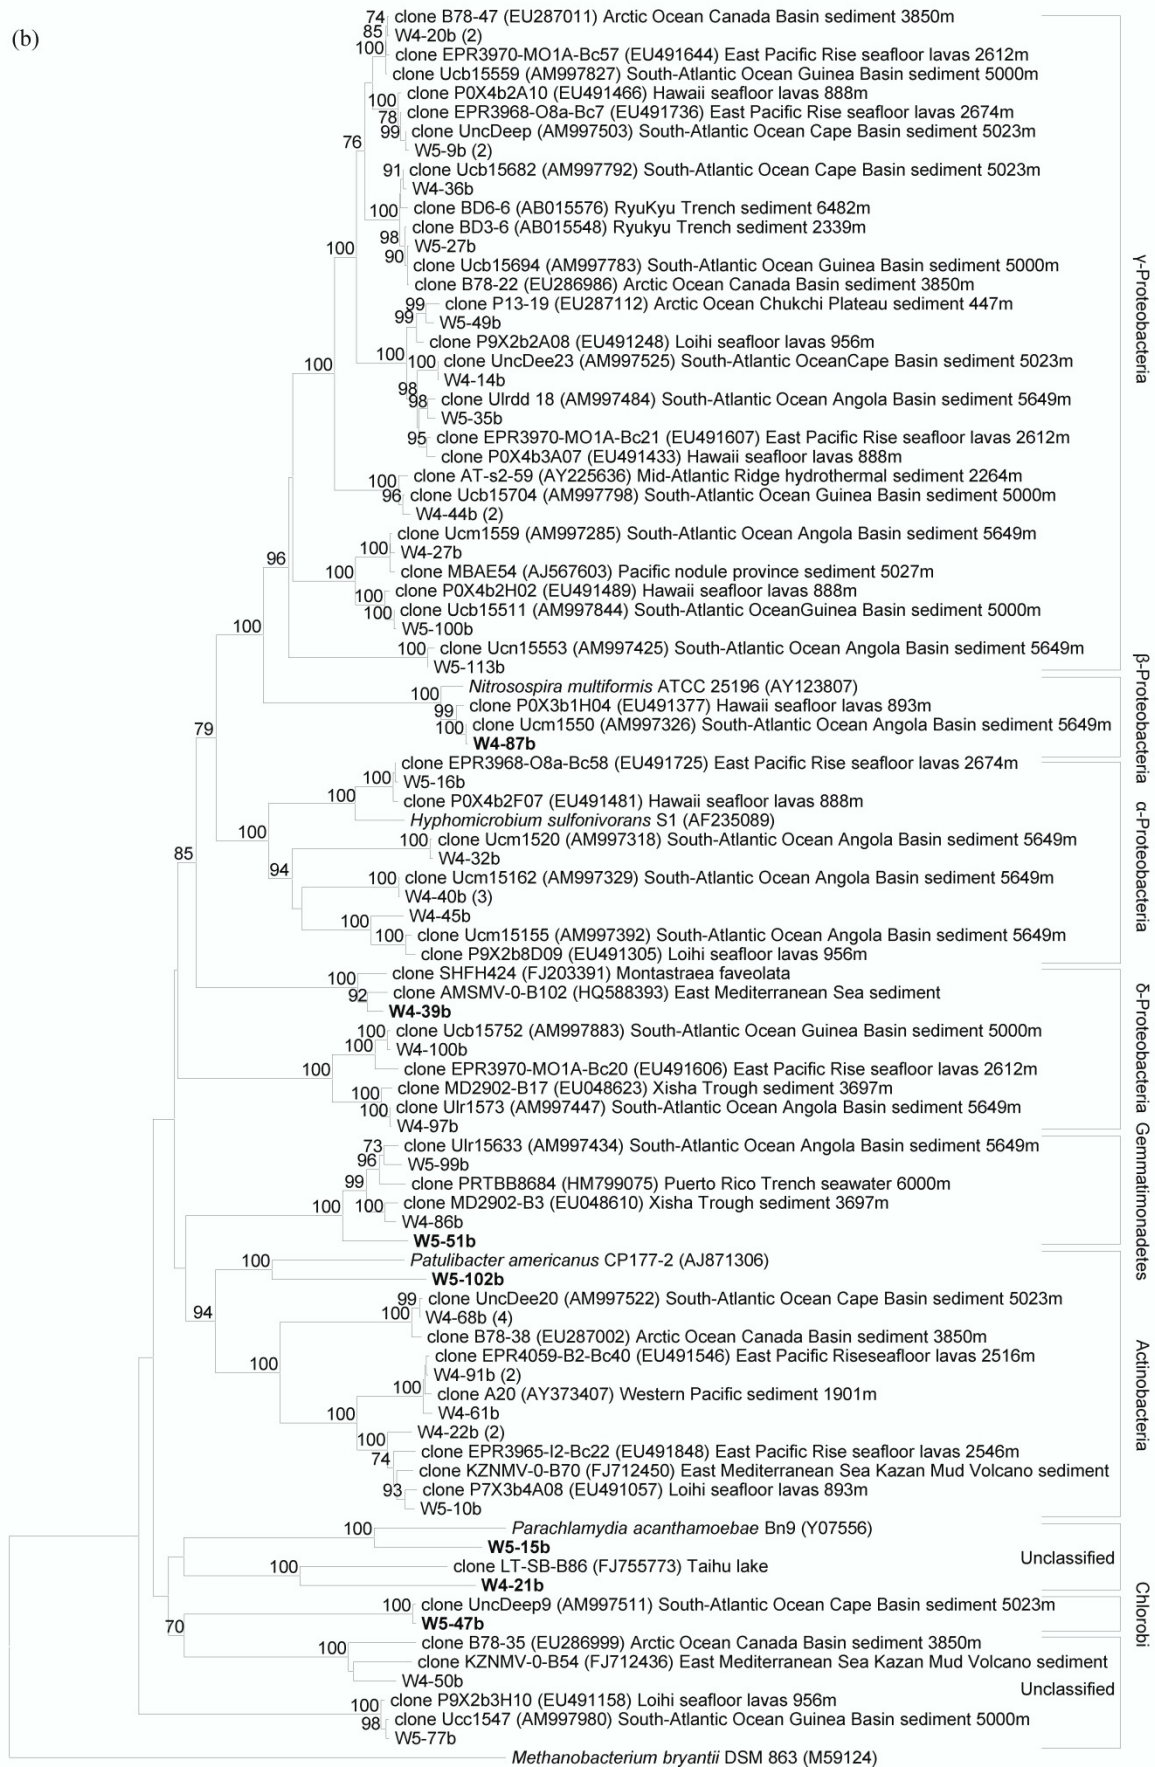 (b)
74 clone B78-47 (EU287011) Arctic Ocean Canada Basin sediment 3850m
85 W4-20b (2)
100 clone EPR3970-MO1A-Bc57 (EU491644) East Pacific Rise seafloor lavas 2612m
clone Ucb15559 (AM997827) South-Atlantic Ocean Guinea Basin sediment 5000m
100 clone P0X4b2A10 (EU491466) Hawaii seafloor lavas 888m
78 clone EPR3968-O8a-Bc7 (EU491736) East Pacific Rise seafloor lavas 2674m
99 clone UncDeep (AM997503) South-Atlantic Ocean Cape Basin sediment 5023m
76 W5-9b (2)
91 clone Ucb15682 (AM997792) South-Atlantic Ocean Cape Basin sediment 5023m
W4-36b
100 clone BD6-6 (AB015576) RyuKyu Trench sediment 6482m
98 clone BD3-6 (AB015548) Ryukyu Trench sediment 2339m
100 90 W5-27b
clone Ucb15694 (AM997783) South-Atlantic Ocean Guinea Basin sediment 5000m
clone B78-22 (EU286986) Arctic Ocean Canada Basin sediment 3850m
99 clone P13-19 (EU287112) Arctic Ocean Chukchi Plateau sediment 447m
99 W5-49b
clone P9X2b2A08 (EU491248) Loihi seafloor lavas 956m
100 100 100 clone UncDee23 (AM997525) South-Atlantic OceanCape Basin sediment 5023m
W4-14b
98 98 clone Ulrdd 18 (AM997484) South-Atlantic Ocean Angola Basin sediment 5649m
W5-35b
95 clone EPR3970-MO1A-Bc21 (EU491607) East Pacific Rise seafloor lavas 2612m
clone P0X4b3A07 (EU491433) Hawaii seafloor lavas 888m
100 clone AT-s2-59 (AY225636) Mid-Atlantic Ridge hydrothermal sediment 2264m
96 clone Ucb15704 (AM997798) South-Atlantic Ocean Guinea Basin sediment 5000m
W4-44b (2)
clone Ucm1559 (AM997285) South-Atlantic Ocean Angola Basin sediment 5649m
100 W4-27b
96 100 clone MBAE54 (AJ567603) Pacific nodule province sediment 5027m
100 clone P0X4b2H02 (EU491489) Hawaii seafloor lavas 888m
100 clone Ucb15511 (AM997844) South-Atlantic OceanGuinea Basin sediment 5000m
100 W5-100b
100 clone Ucn15553 (AM997425) South-Atlantic Ocean Angola Basin sediment 5649m
W5-113b
γ-Proteobacteria
100 Nitrosospira multiformis ATCC 25196 (AY123807)
99 clone P0X3b1H04 (EU491377) Hawaii seafloor lavas 893m
79 100 clone Ucm1550 (AM997326) South-Atlantic Ocean Angola Basin sediment 5649m
W4-87b
β-Proteobacteria
clone EPR3968-O8a-Bc58 (EU491725) East Pacific Rise seafloor lavas 2674m
100 W5-16b
100 clone P0X4b2F07 (EU491481) Hawaii seafloor lavas 888m
100 Hyphomicrobium sulfonivorans S1 (AF235089)
85 100 clone Ucm1520 (AM997318) South-Atlantic Ocean Angola Basin sediment 5649m
94 W4-32b
100 clone Ucm15162 (AM997329) South-Atlantic Ocean Angola Basin sediment 5649m
W4-40b (3)
100 W4-45b
100 clone Ucm15155 (AM997392) South-Atlantic Ocean Angola Basin sediment 5649m
clone P9X2b8D09 (EU491305) Loihi seafloor lavas 956m
α-Proteobacteria
100 clone SHFH424 (FJ203391) Montastraea faveolata
92 clone AMSMV-0-B102 (HQ588393) East Mediterranean Sea sediment
W4-39b
100 clone Ucb15752 (AM997883) South-Atlantic Ocean Guinea Basin sediment 5000m
100 W4-100b
100 clone EPR3970-MO1A-Bc20 (EU491606) East Pacific Rise seafloor lavas 2612m
100 clone MD2902-B17 (EU048623) Xisha Trough sediment 3697m
100 clone Ulr1573 (AM997447) South-Atlantic Ocean Angola Basin sediment 5649m
W4-97b
δ-Proteobacteria
73 clone Ulr15633 (AM997434) South-Atlantic Ocean Angola Basin sediment 5649m
96 W5-99b
99 clone PRTBB8684 (HM799075) Puerto Rico Trench seawater 6000m
100 100 clone MD2902-B3 (EU048610) Xisha Trough sediment 3697m
W4-86b
W5-51b
Gemmatimonadetes
100 Patulibacter americanus CP177-2 (AJ871306)
W5-102b
99 clone UncDee20 (AM997522) South-Atlantic Ocean Cape Basin sediment 5023m
94 100 W4-68b (4)
clone B78-38 (EU287002) Arctic Ocean Canada Basin sediment 3850m
100 clone EPR4059-B2-Bc40 (EU491546) East Pacific Riseseafloor lavas 2516m
W4-91b (2)
100 clone A20 (AY373407) Western Pacific sediment 1901m
100 W4-61b
100 W4-22b (2)
74 clone EPR3965-I2-Bc22 (EU491848) East Pacific Rise seafloor lavas 2546m
clone KZNMV-0-B70 (FJ712450) East Mediterranean Sea Kazan Mud Volcano sediment
93 clone P7X3b4A08 (EU491057) Loihi seafloor lavas 893m
W5-10b
Actinobacteria
100 Parachlamydia acanthamoebae Bn9 (Y07556)
W5-15b
100 clone LT-SB-B86 (FJ755773) Taihu lake
W4-21b
Unclassified
100 clone UncDeep9 (AM997511) South-Atlantic Ocean Cape Basin sediment 5023m
70 W5-47b
Chlorobi
100 clone B78-35 (EU286999) Arctic Ocean Canada Basin sediment 3850m
clone KZNMV-0-B54 (FJ712436) East Mediterranean Sea Kazan Mud Volcano sediment
W4-50b
Unclassified
100 clone P9X2b3H10 (EU491158) Loihi seafloor lavas 956m
98 clone Ucc1547 (AM997980) South-Atlantic Ocean Guinea Basin sediment 5000m
W5-77b
Methanobacterium bryantii DSM 863 (M59124)